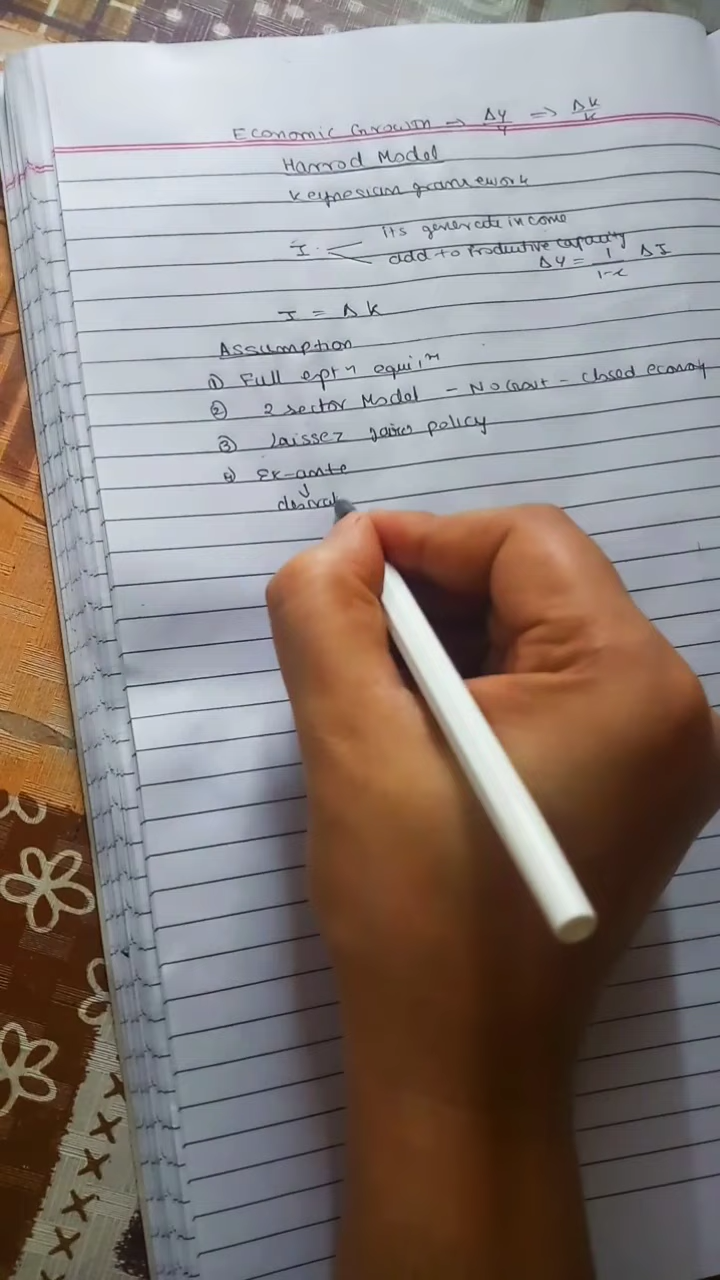 Economic Growth → ΔY/Y ⇒ ΔK/K
Harrod Model
Keynesian framework
I < its generate income
add to Productive capacity
ΔY = 1/1-c ΔI
I = ΔK
Assumption
① Full eptn equim
② 2 sector Model - No Govt - closed economy
③ laissez faire policy
④ Ex-ante
↓